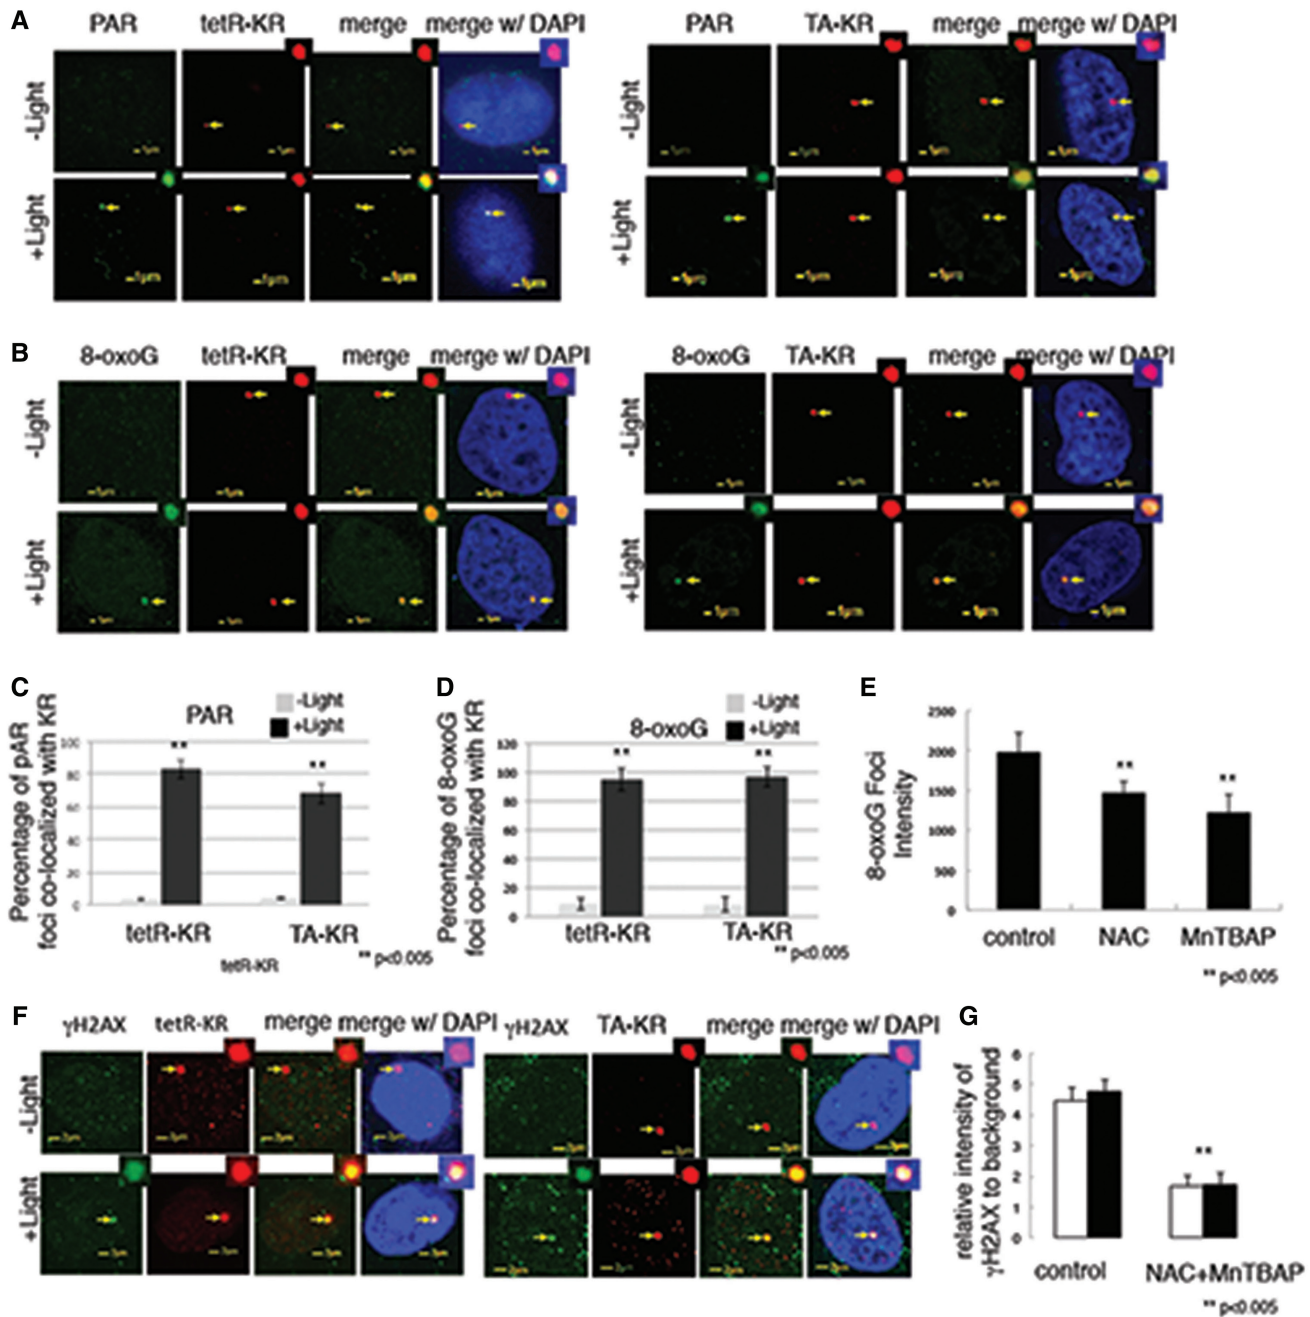 A
PAR tetR•KR merge merge w/ DAPI PAR TA•KR merge merge w/ DAPI
-Light -Light
+Light +Light
B
8-oxoG tetR•KR merge merge w/ DAPI 8-oxoG TA•KR merge merge w/ DAPI
-Light -Light
+Light +Light
C
PAR
-Light
+Light
Percentage of pAR
foci co-localized with KR
100
80
60
40
20
0
** **
tetR•KR TA•KR
tetR-KR
** p<0.005
D
8-oxoG
-Light
+Light
Percentage of 8-oxoG
foci co-localized with KR
120
100
80
60
40
20
0
** **
tetR•KR TA•KR
** p<0.005
E
8-oxoG Foci
Intensity
2500
2000
1500
1000
500
0
** **
control NAC MnTBAP
** p<0.005
F
γH2AX tetR-KR merge merge w/ DAPI γH2AX TA•KR merge merge w/ DAPI
-Light
+Light
G
relative intensity of
γH2AX to background
6
5
4
3
2
1
0
**
control NAC+MnTBAP
** p<0.005